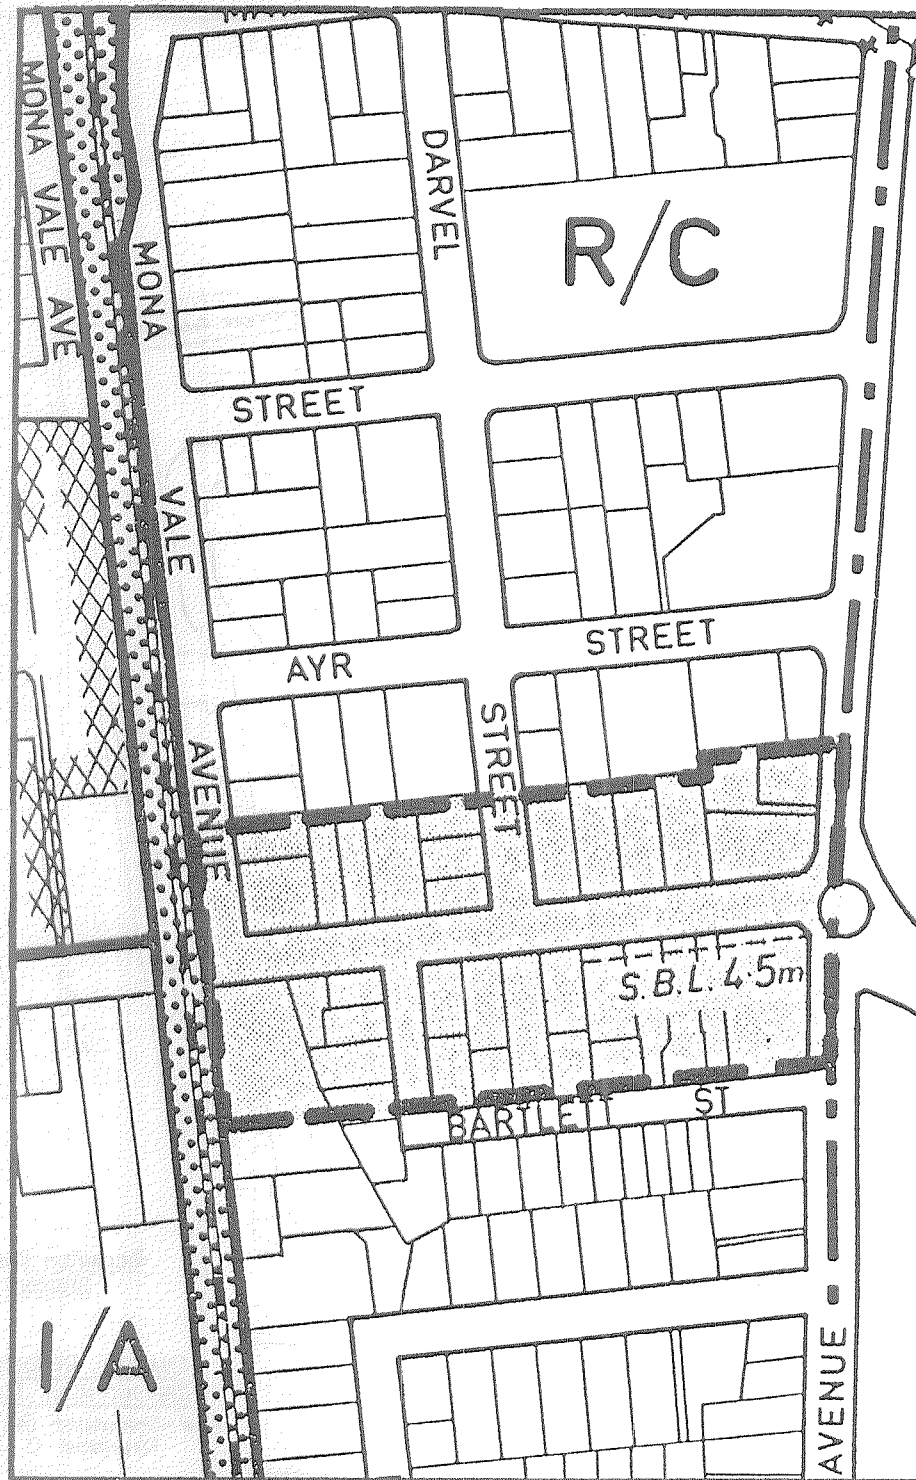 MONA VALE AVE
MONA VALE AVENUE
DARVEL STREET
R/C
STREET
AYR STREET
S.B.L. 4·5m
BARTLETT ST
I/A
AVENUE